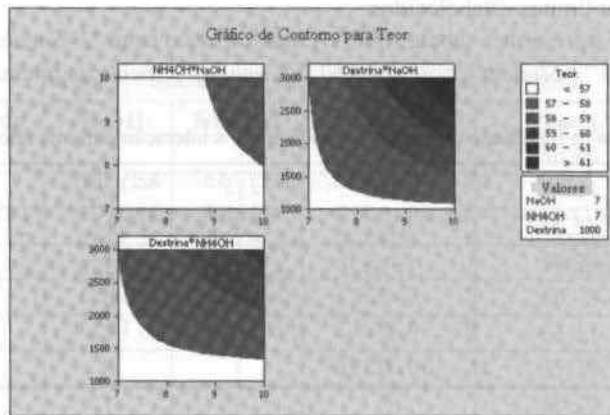 Gráfico de Contorno para Teor
NH4OH*NaOH
10
9
8
7
7 8 9 10
Dextrina*NaOH
3000
2500
2000
1500
1000
7 8 9 10
Teor
< 57
57 - 58
58 - 59
59 - 60
60 - 61
> 61
Valores
NaOH 7
NH4OH 7
Dextrina 1000
Dextrina*NH4OH
3000
2500
2000
1500
1000
7 8 9 10